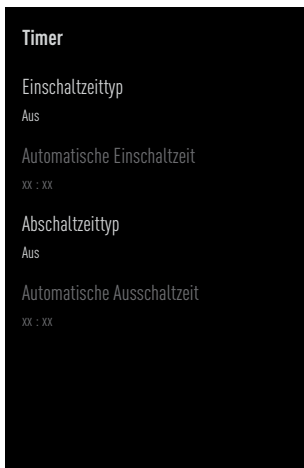 Timer
Einschaltzeittyp
Aus
Automatische Einschaltzeit
xx : xx
Abschaltzeittyp
Aus
Automatische Ausschaltzeit
xx : xx